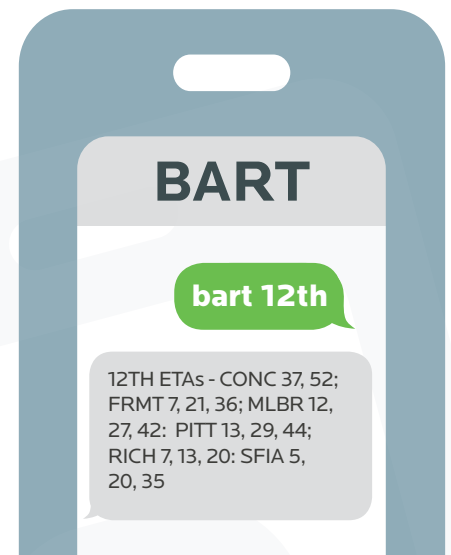 BART
bart 12th
12TH ETAs - CONC 37, 52;
FRMT 7, 21, 36; MLBR 12,
27, 42:  PITT 13, 29, 44;
RICH 7, 13, 20: SFIA 5,
20, 35